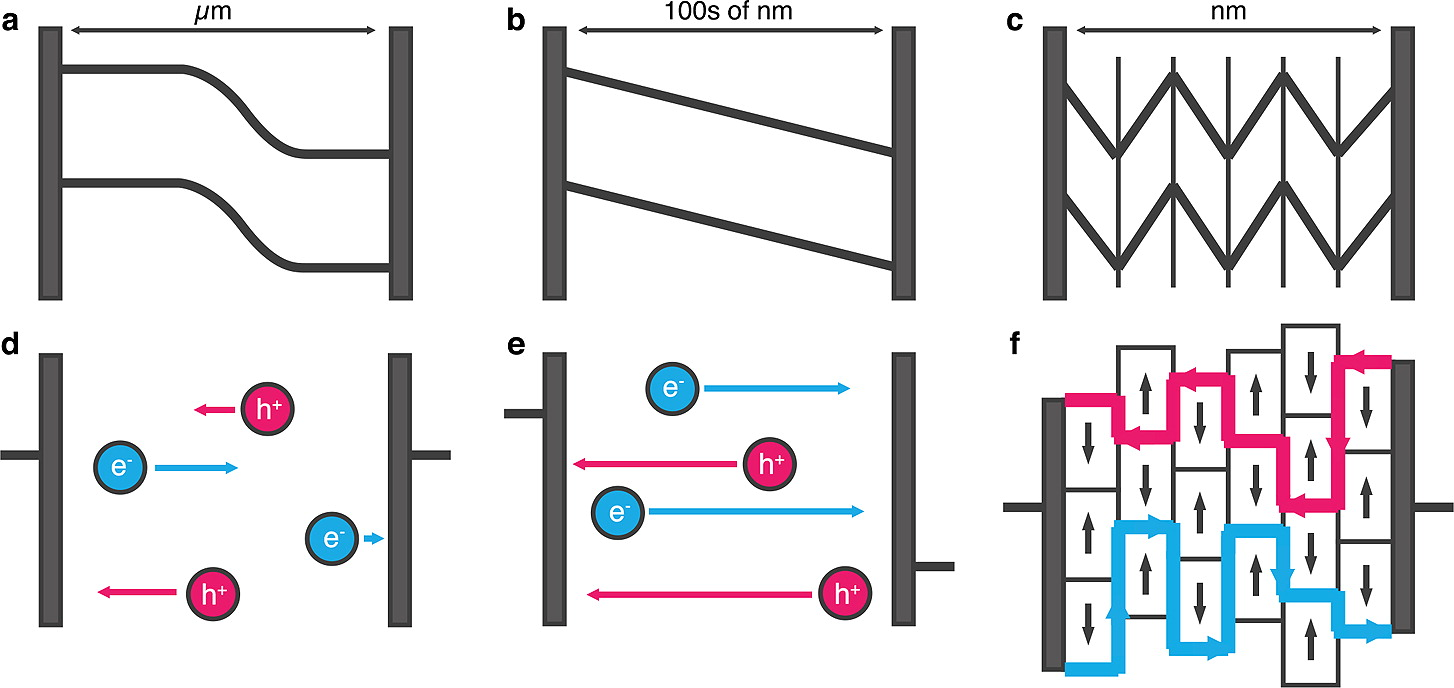 a
µm
b
100s of nm
c
nm
d
h+
e-
e-
h+
e
e-
h+
e-
h+
f